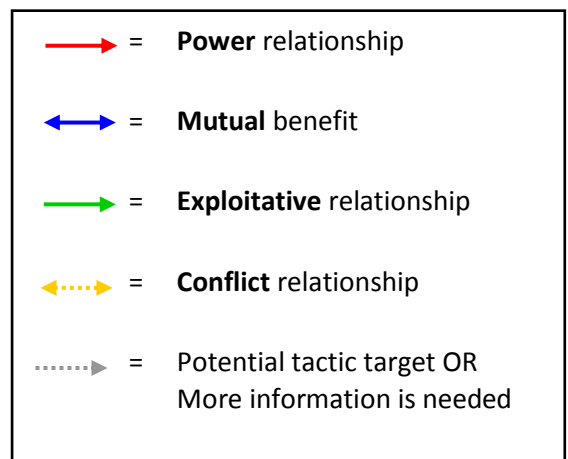 = Power relationship
= Mutual benefit
= Exploitative relationship
= Conflict relationship
= Potential tactic target OR
More information is needed